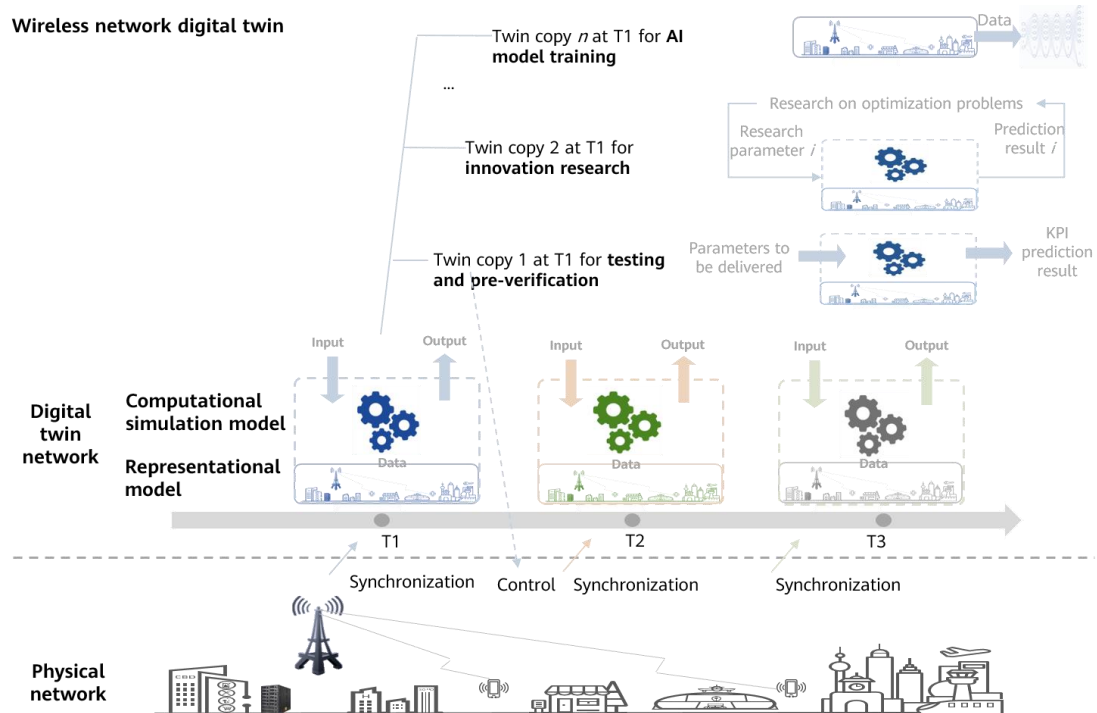 Wireless network digital twin
Twin copy n at T1 for AI
model training
...
Data
Research on optimization problems
Research
parameter i
Prediction
result i
Twin copy 2 at T1 for
innovation research
Twin copy 1 at T1 for testing
and pre-verification
Parameters to
be delivered
KPI
prediction
result
Input
Output
Input
Output
Input
Output
Digital
twin
network
Computational
simulation model
Representational
model
Data
Data
Data
T1
T2
T3
Synchronization
Control
Synchronization
Synchronization
Physical
network